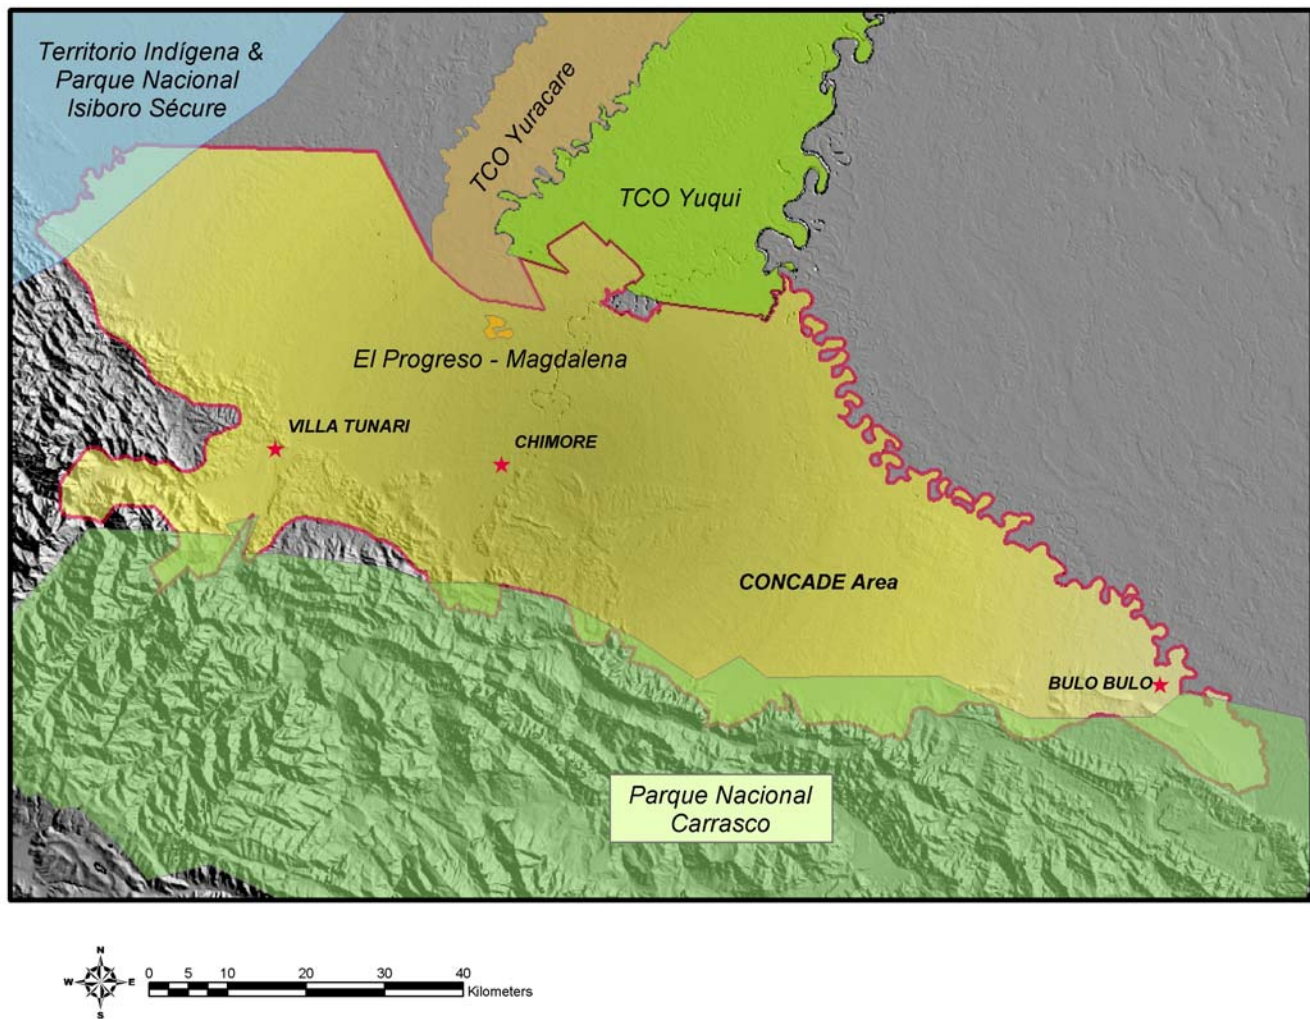 Territorio Indígena &
Parque Nacional
Isiboro Sécure
TCO Yuracare
TCO Yuqui
El Progreso - Magdalena
VILLA TUNARI
CHIMORE
CONCADE Area
BULO BULO
Parque Nacional
Carrasco
N
W E
S
0 5 10 20 30 40
Kilometers